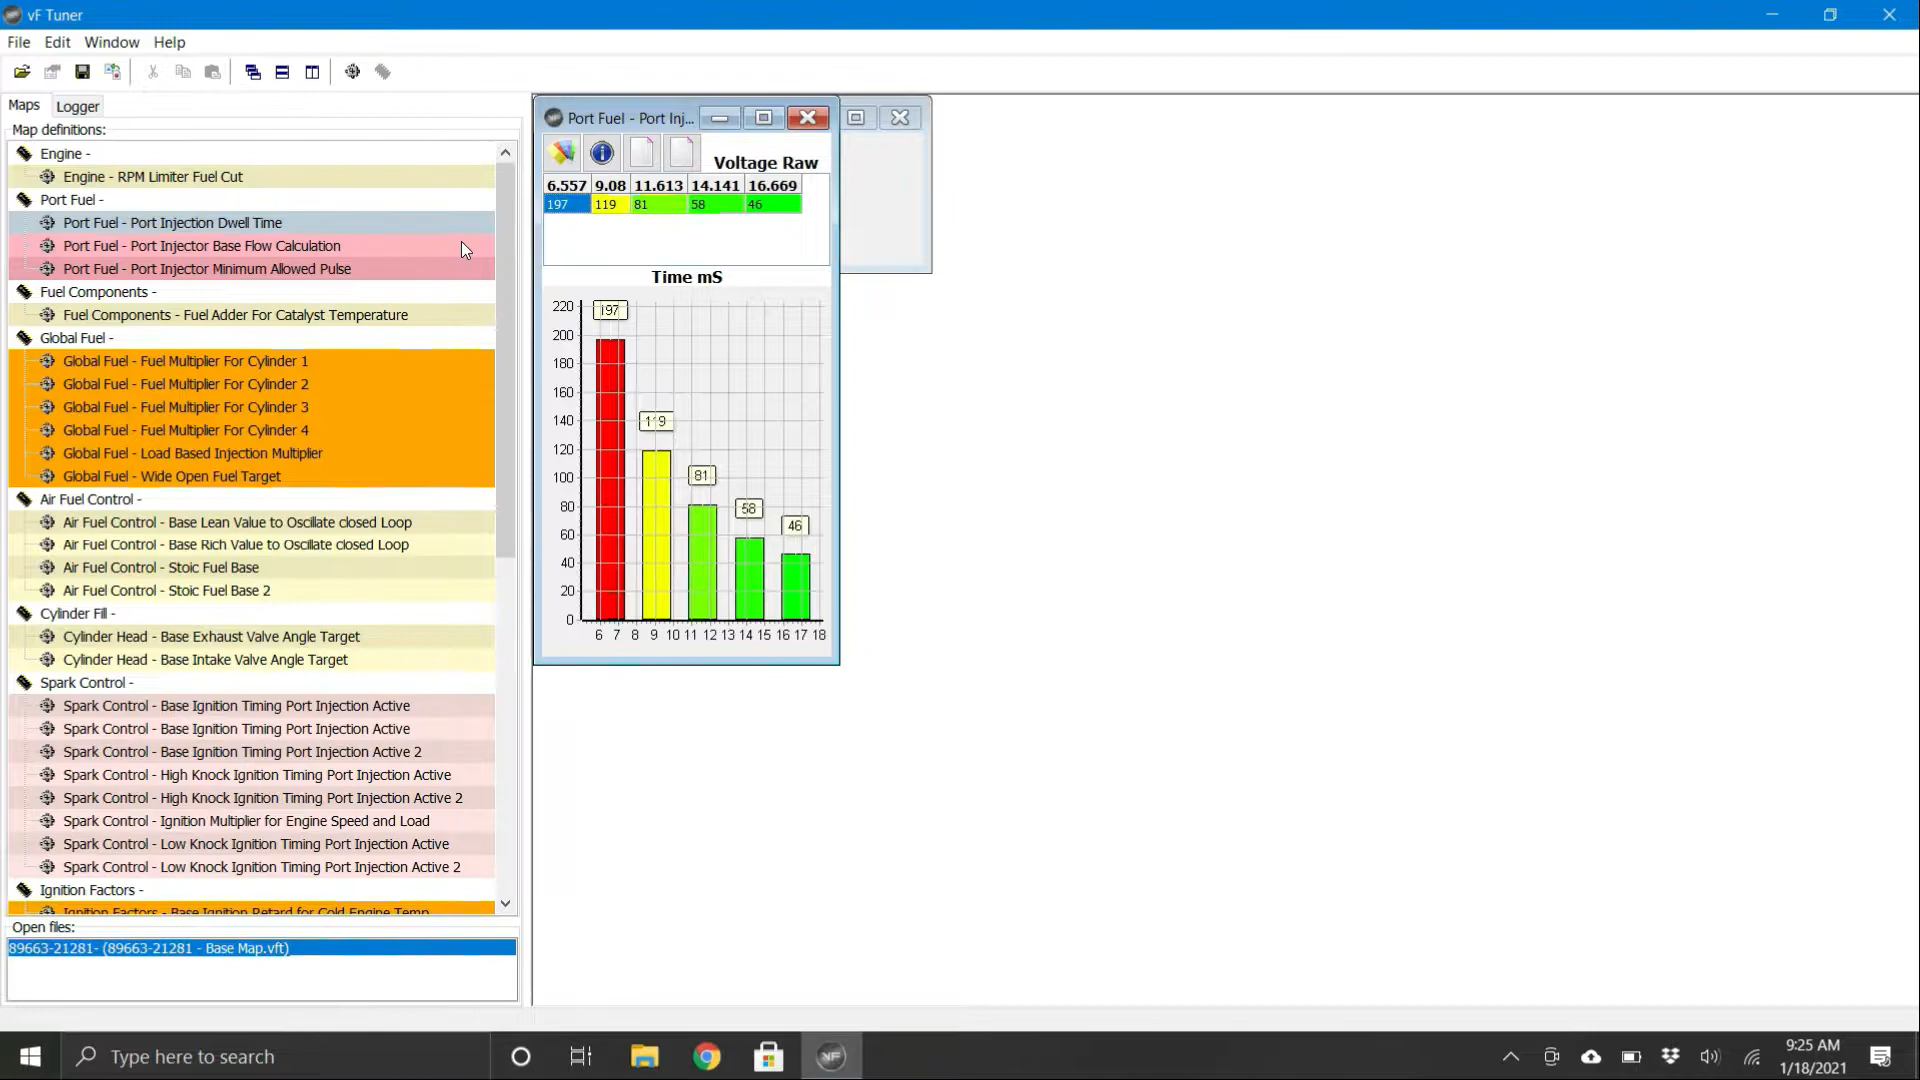 vF Tuner
File Edit Window Help
Maps Logger
Map definitions:
Engine -
Engine - RPM Limiter Fuel Cut
Port Fuel -
Port Fuel - Port Injection Dwell Time
Port Fuel - Port Injector Base Flow Calculation
Port Fuel - Port Injector Minimum Allowed Pulse
Fuel Components -
Fuel Components - Fuel Adder For Catalyst Temperature
Global Fuel -
Global Fuel - Fuel Multiplier For Cylinder 1
Global Fuel - Fuel Multiplier For Cylinder 2
Global Fuel - Fuel Multiplier For Cylinder 3
Global Fuel - Fuel Multiplier For Cylinder 4
Global Fuel - Load Based Injection Multiplier
Global Fuel - Wide Open Fuel Target
Air Fuel Control -
Air Fuel Control - Base Lean Value to Oscillate closed Loop
Air Fuel Control - Base Rich Value to Oscillate closed Loop
Air Fuel Control - Stoic Fuel Base
Air Fuel Control - Stoic Fuel Base 2
Cylinder Fill -
Cylinder Head - Base Exhaust Valve Angle Target
Cylinder Head - Base Intake Valve Angle Target
Spark Control -
Spark Control - Base Ignition Timing Port Injection Active
Spark Control - Base Ignition Timing Port Injection Active
Spark Control - Base Ignition Timing Port Injection Active 2
Spark Control - High Knock Ignition Timing Port Injection Active
Spark Control - High Knock Ignition Timing Port Injection Active 2
Spark Control - Ignition Multiplier for Engine Speed and Load
Spark Control - Low Knock Ignition Timing Port Injection Active
Spark Control - Low Knock Ignition Timing Port Injection Active 2
Ignition Factors -
Ignition Factors - Base Ignition Retard for Cold Engine Temp
Open files:
89663-21281- (89663-21281 - Base Map.vft)
Port Fuel - Port Inj...
Voltage Raw
6.557 9.08 11.613 14.141 16.669
197 119 81 58 46
Time mS
220
200
180
160
140
120
100
80
60
40
20
0
197
119
81
58
46
6 7 8 9 10 11 12 13 14 15 16 17 18
Type here to search
VF
9:25 AM
1/18/2021